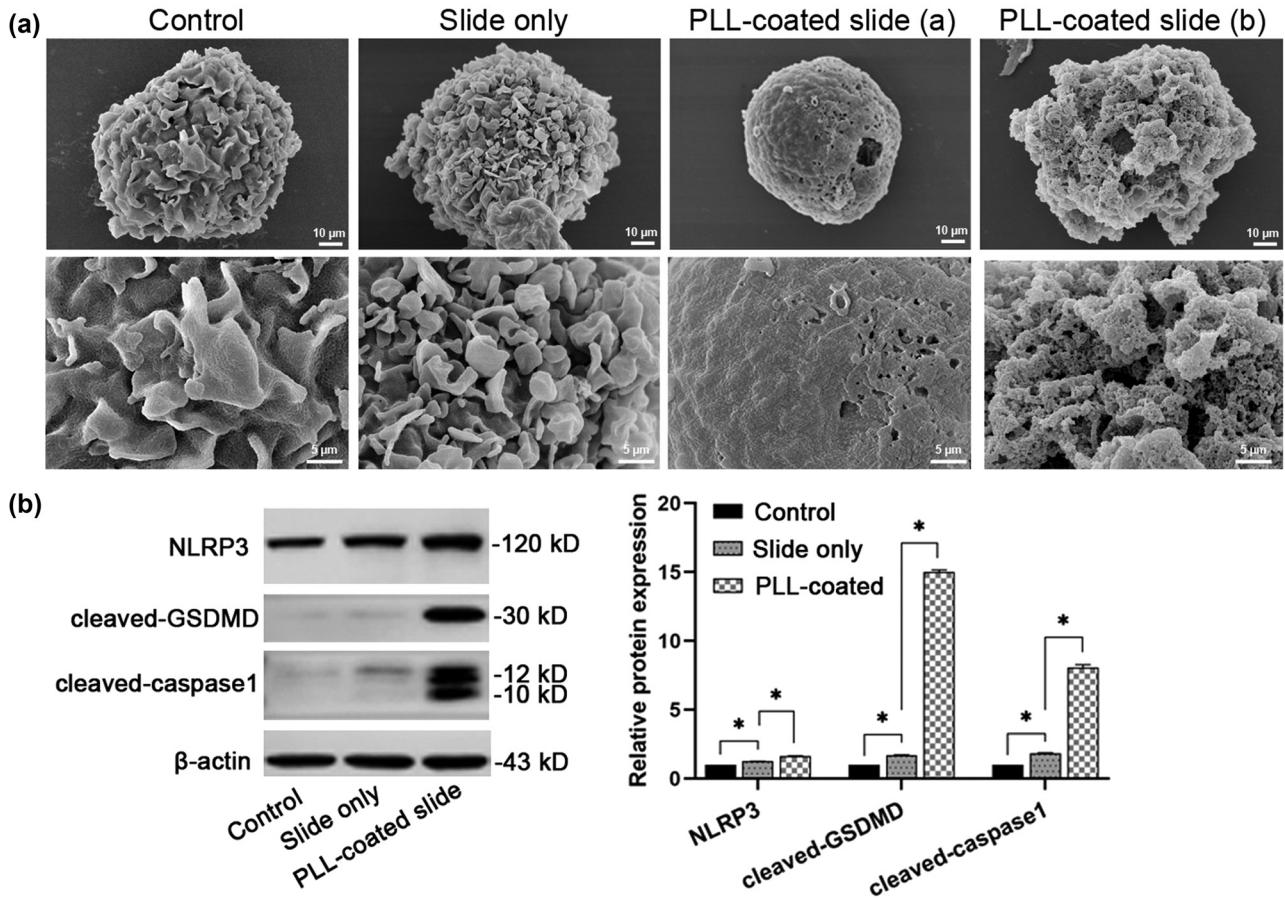 (a)
Control
Slide only
PLL-coated slide (a)
PLL-coated slide (b)
10 µm
10 µm
10 µm
10 µm
5 µm
5 µm
5 µm
5 µm
(b)
NLRP3
-120 kD
cleaved-GSDMD
-30 kD
cleaved-caspase1
-12 kD
-10 kD
β-actin
-43 kD
Control
Slide only
PLL-coated slide
Relative protein expression
20
15
10
5
0
Control
Slide only
PLL-coated
*
*
*
*
*
*
NLRP3
cleaved-GSDMD
cleaved-caspase1